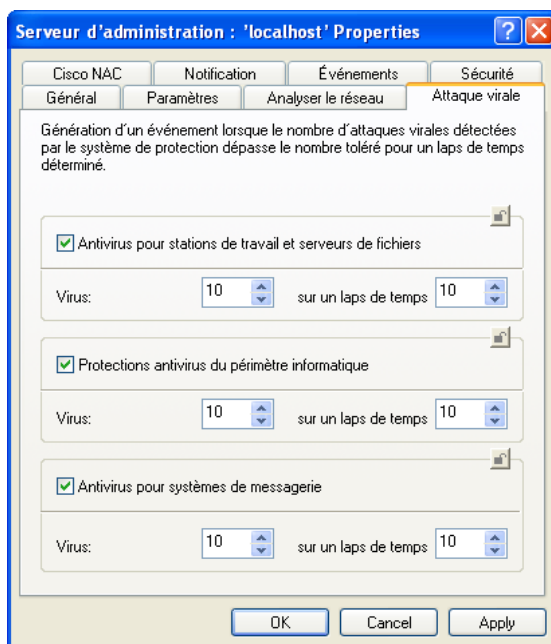 Serveur d'administration : 'localhost' Properties
Cisco NAC Notification Événements Sécurité
Général Paramètres Analyser le réseau Attaque virale
Génération d'un événement lorsque le nombre d'attaques virales détectées
par le système de protection dépasse le nombre toléré pour un laps de temps
déterminé.
Antivirus pour stations de travail et serveurs de fichiers
Virus: 10 sur un laps de temps 10
Protections antivirus du périmètre informatique
Virus: 10 sur un laps de temps 10
Antivirus pour systèmes de messagerie
Virus: 10 sur un laps de temps 10
OK Cancel Apply